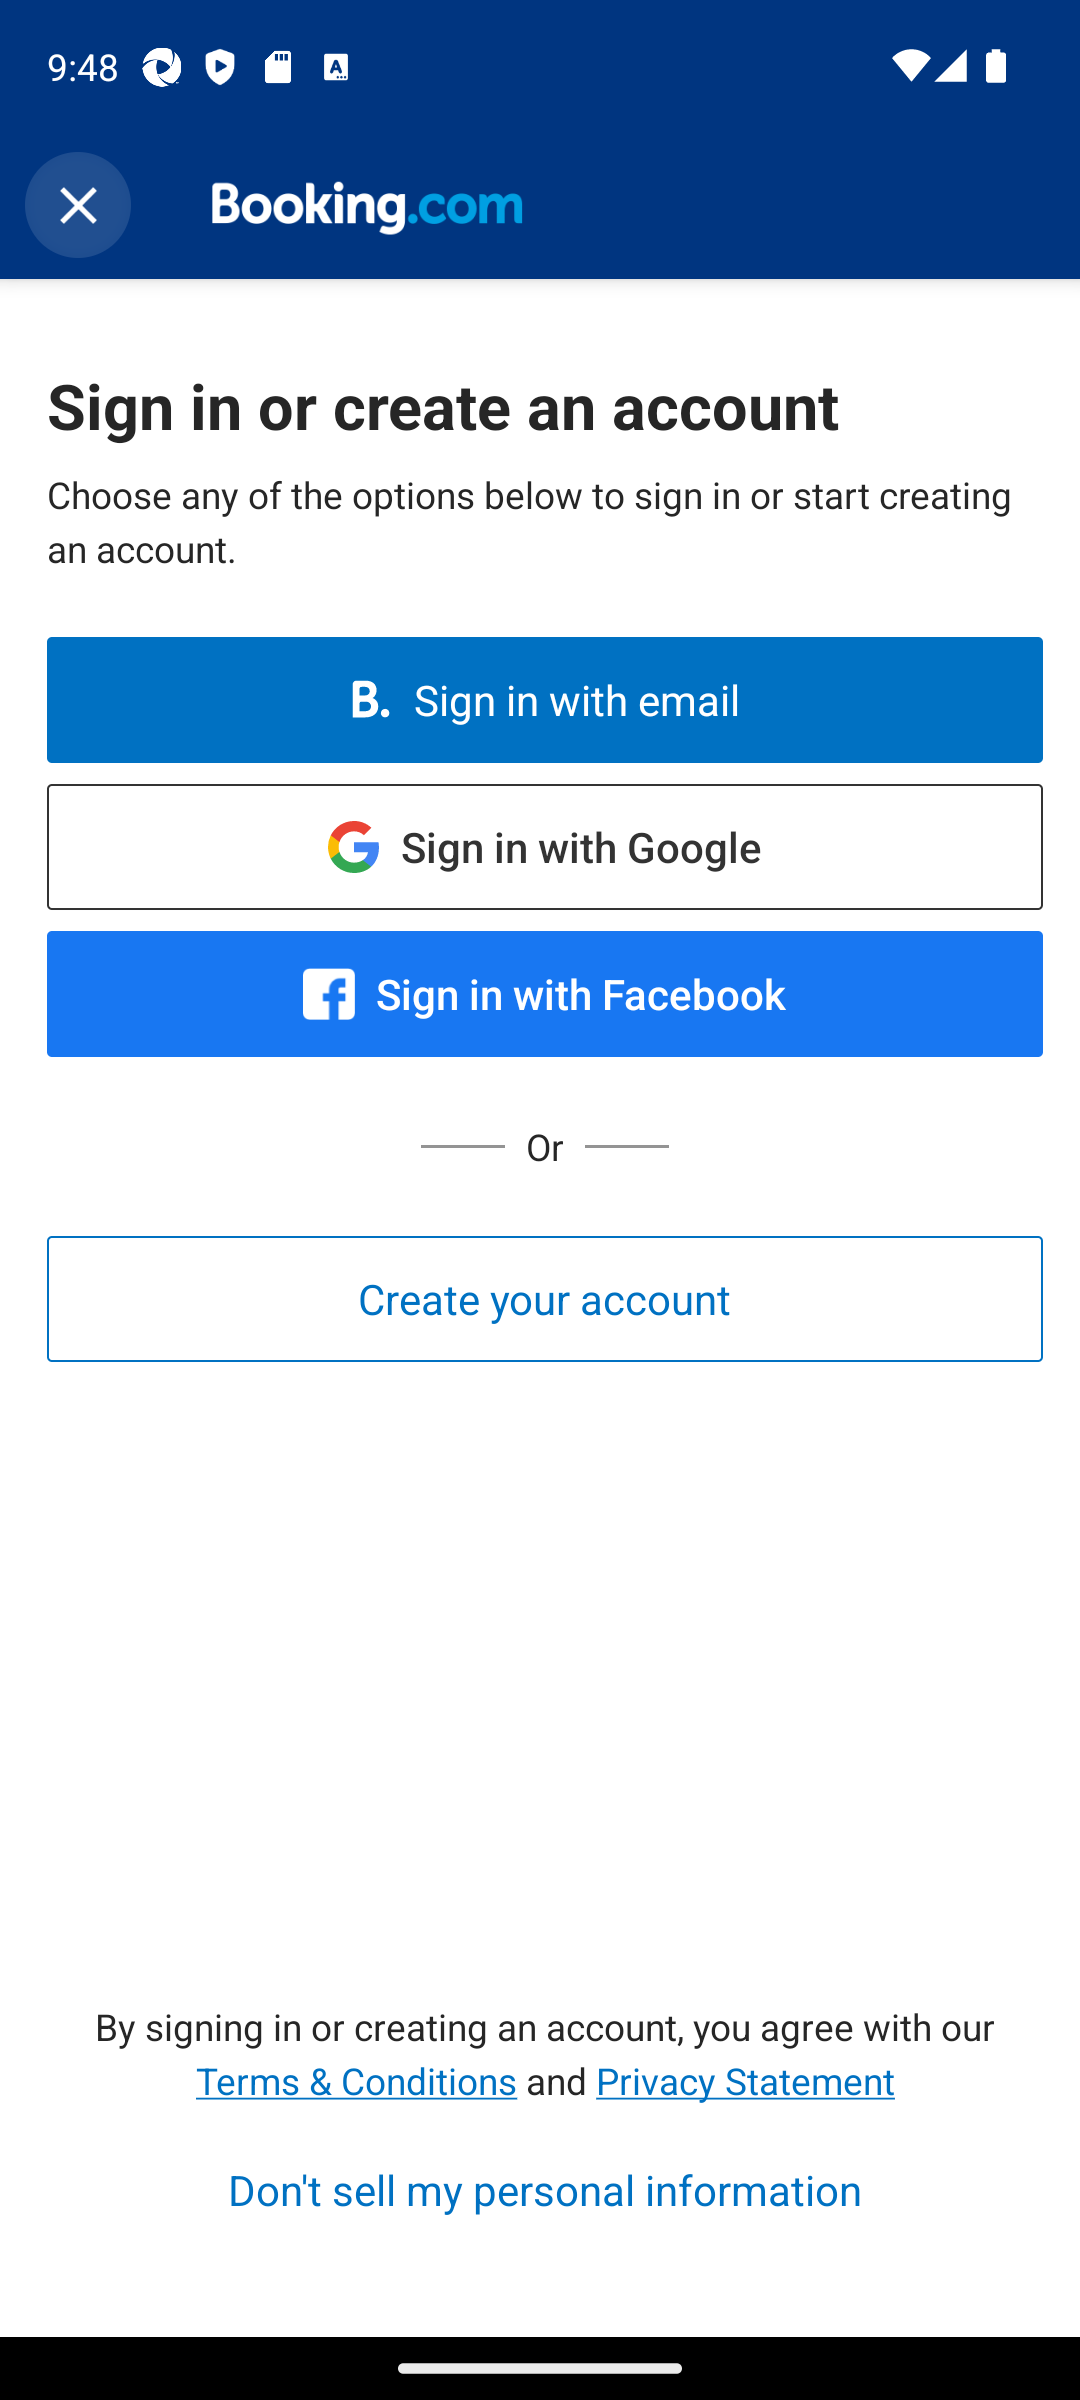 9:48
Booking.com
Sign in or create an account
Choose any of the options below to sign in or start creating
an account.
B. Sign in with email
Sign in with Google
Sign in with Facebook
Or
Create your account
By signing in or creating an account, you agree with our
Terms & Conditions and Privacy Statement
Don't sell my personal information